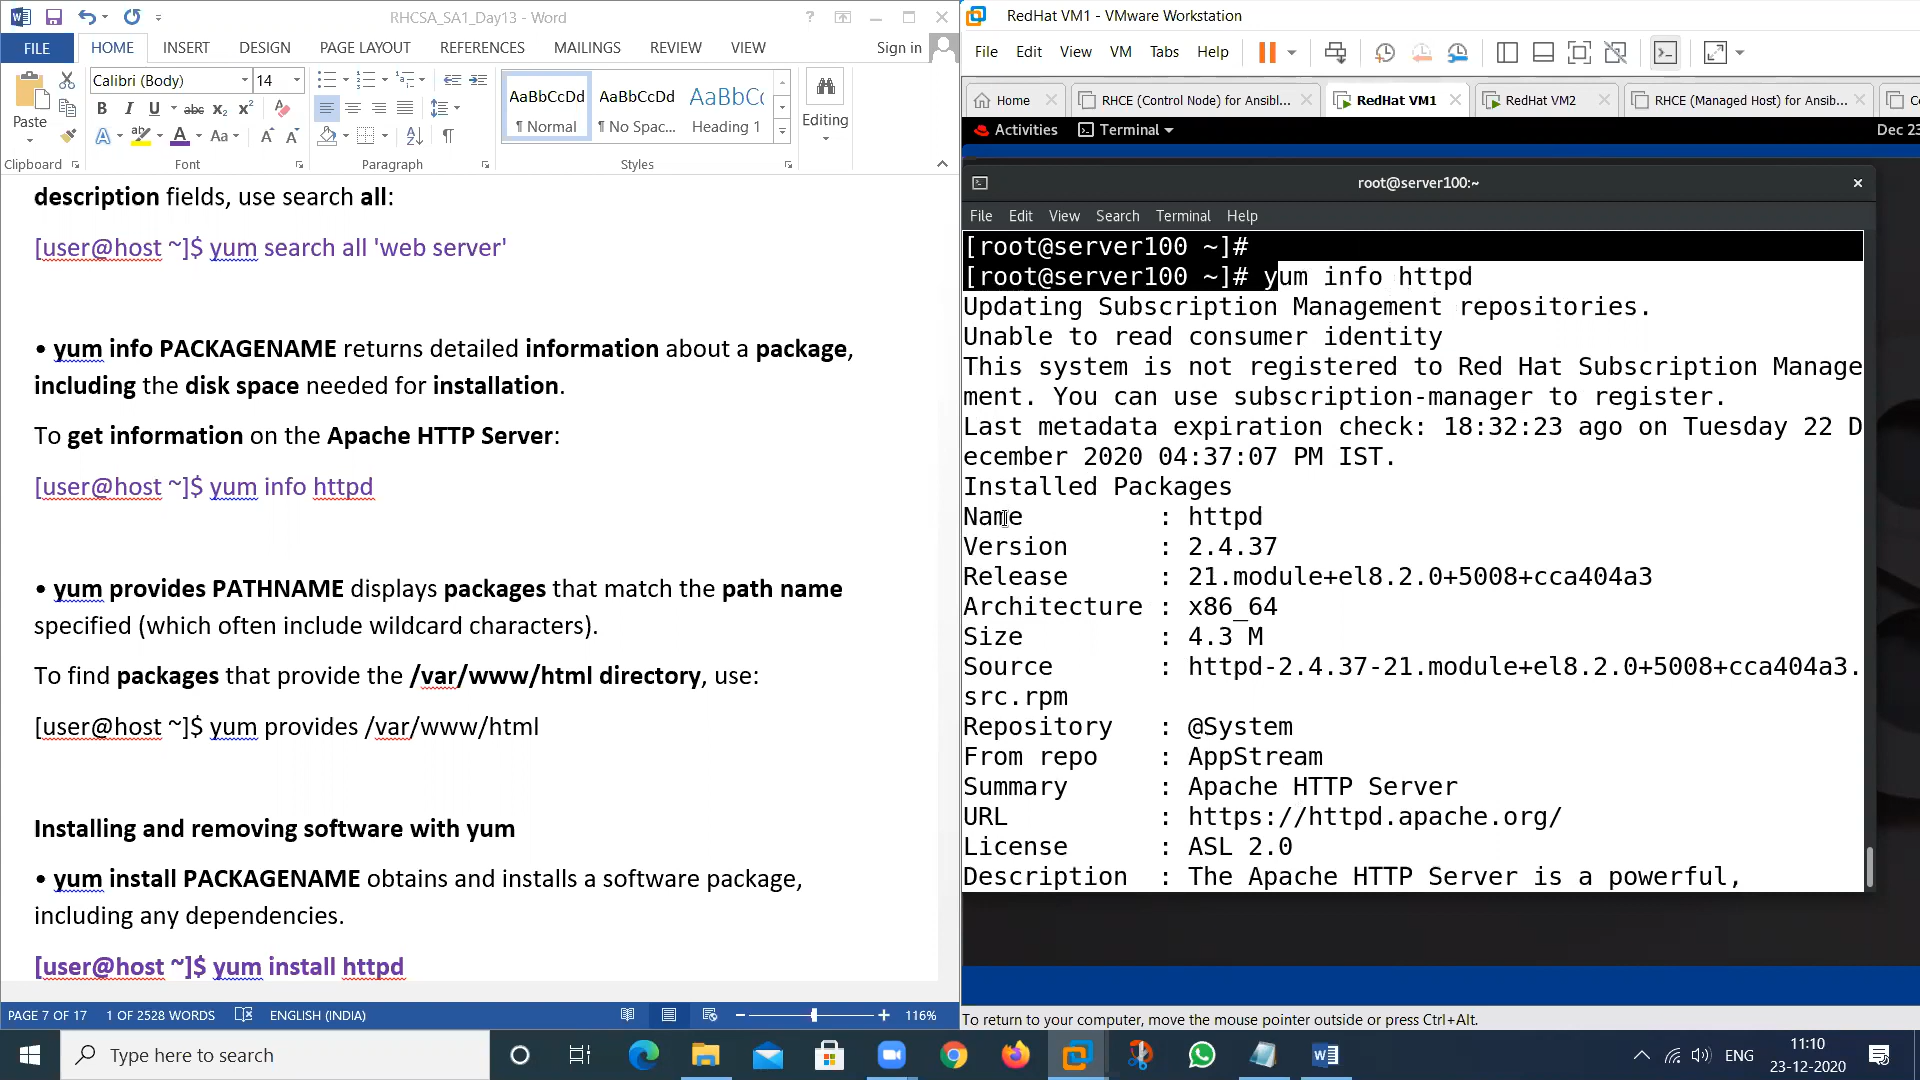 RHCSA_SA1_Day13 - Word
FILE HOME INSERT DESIGN PAGE LAYOUT REFERENCES MAILINGS REVIEW VIEW Sign in
Paste
Calibri (Body) 14
AaBbCcDd AaBbCcDd AaBbCc
¶ Normal ¶ No Spac... Heading 1
Editing
Clipboard Font Paragraph Styles
description fields, use search all:
[user@host ~]$ yum search all 'web server'
• yum info PACKAGENAME returns detailed information about a package,
including the disk space needed for installation.
To get information on the Apache HTTP Server:
[user@host ~]$ yum info httpd
• yum provides PATHNAME displays packages that match the path name
specified (which often include wildcard characters).
To find packages that provide the /var/www/html directory, use:
[user@host ~]$ yum provides /var/www/html
Installing and removing software with yum
• yum install PACKAGENAME obtains and installs a software package,
including any dependencies.
[user@host ~]$ yum install httpd
PAGE 7 OF 17 1 OF 2528 WORDS ENGLISH (INDIA) 116%
RedHat VM1 - VMware Workstation
File Edit View VM Tabs Help
Home RHCE (Control Node) for Ansibl... RedHat VM1 RedHat VM2 RHCE (Managed Host) for Ansib...
Activities Terminal Dec 23
root@server100:~
File Edit View Search Terminal Help
[root@server100 ~]#
[root@server100 ~]# yum info httpd
Updating Subscription Management repositories.
Unable to read consumer identity
This system is not registered to Red Hat Subscription Manage
ment. You can use subscription-manager to register.
Last metadata expiration check: 18:32:23 ago on Tuesday 22 D
ecember 2020 04:37:07 PM IST.
Installed Packages
Name : httpd
Version : 2.4.37
Release : 21.module+el8.2.0+5008+cca404a3
Architecture : x86_64
Size : 4.3 M
Source : httpd-2.4.37-21.module+el8.2.0+5008+cca404a3.
src.rpm
Repository : @System
From repo : AppStream
Summary : Apache HTTP Server
URL : https://httpd.apache.org/
License : ASL 2.0
Description : The Apache HTTP Server is a powerful,
To return to your computer, move the mouse pointer outside or press Ctrl+Alt.
Type here to search
ENG
11:10
23-12-2020